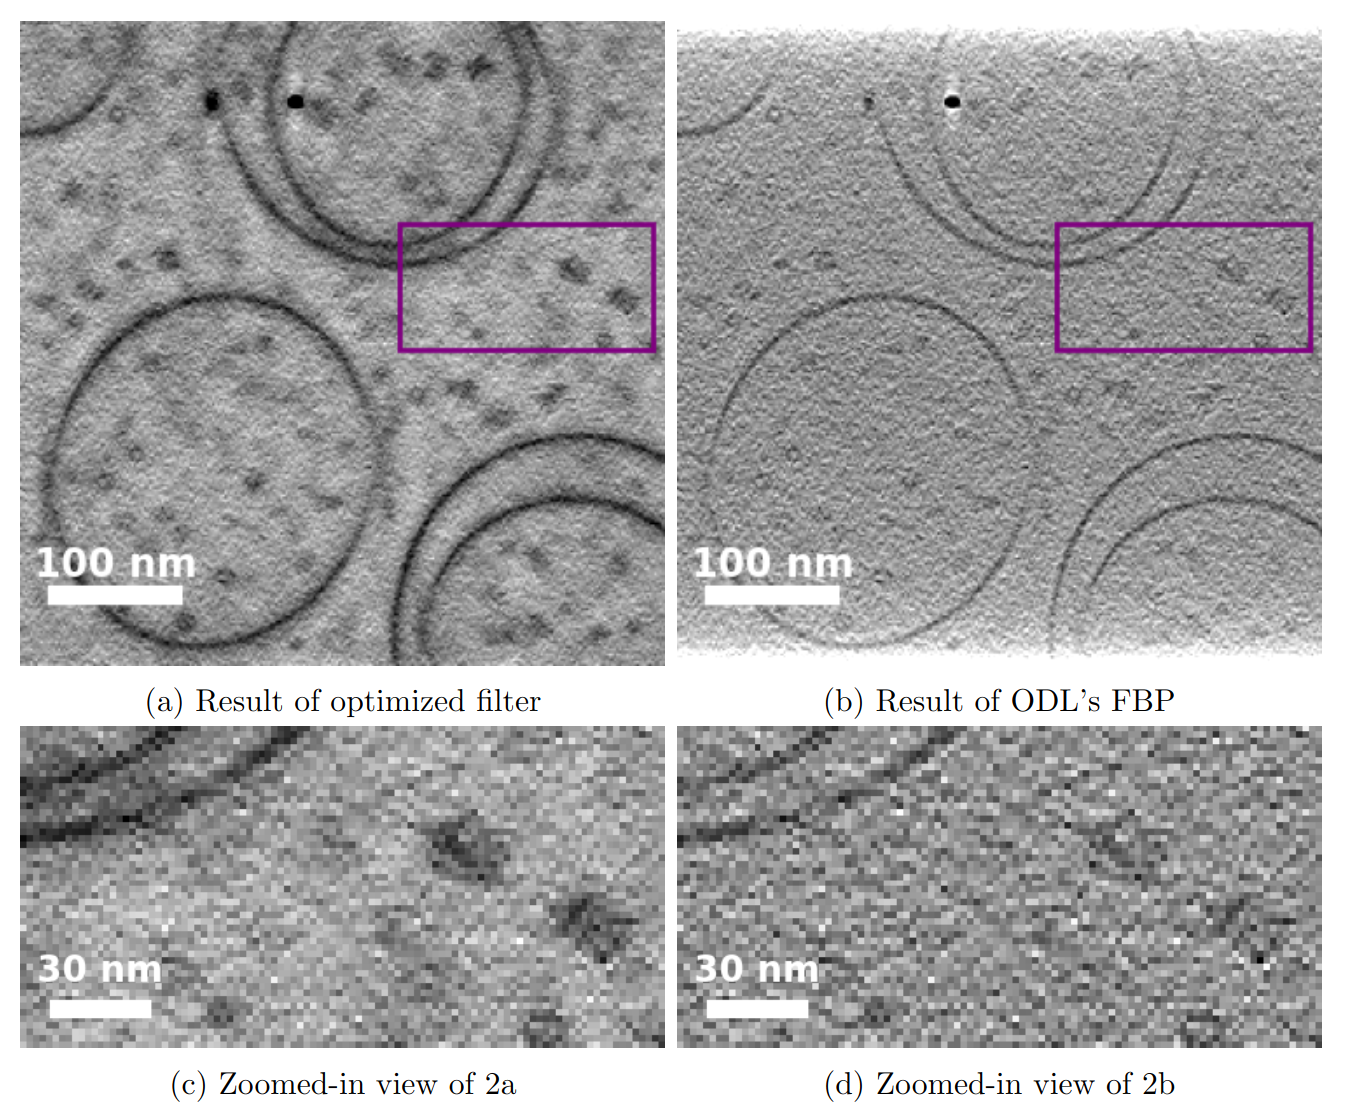 100 nm
100 nm
(a) Result of optimized filter
(b) Result of ODL's FBP
30 nm
30 nm
(c) Zoomed-in view of 2a
(d) Zoomed-in view of 2b